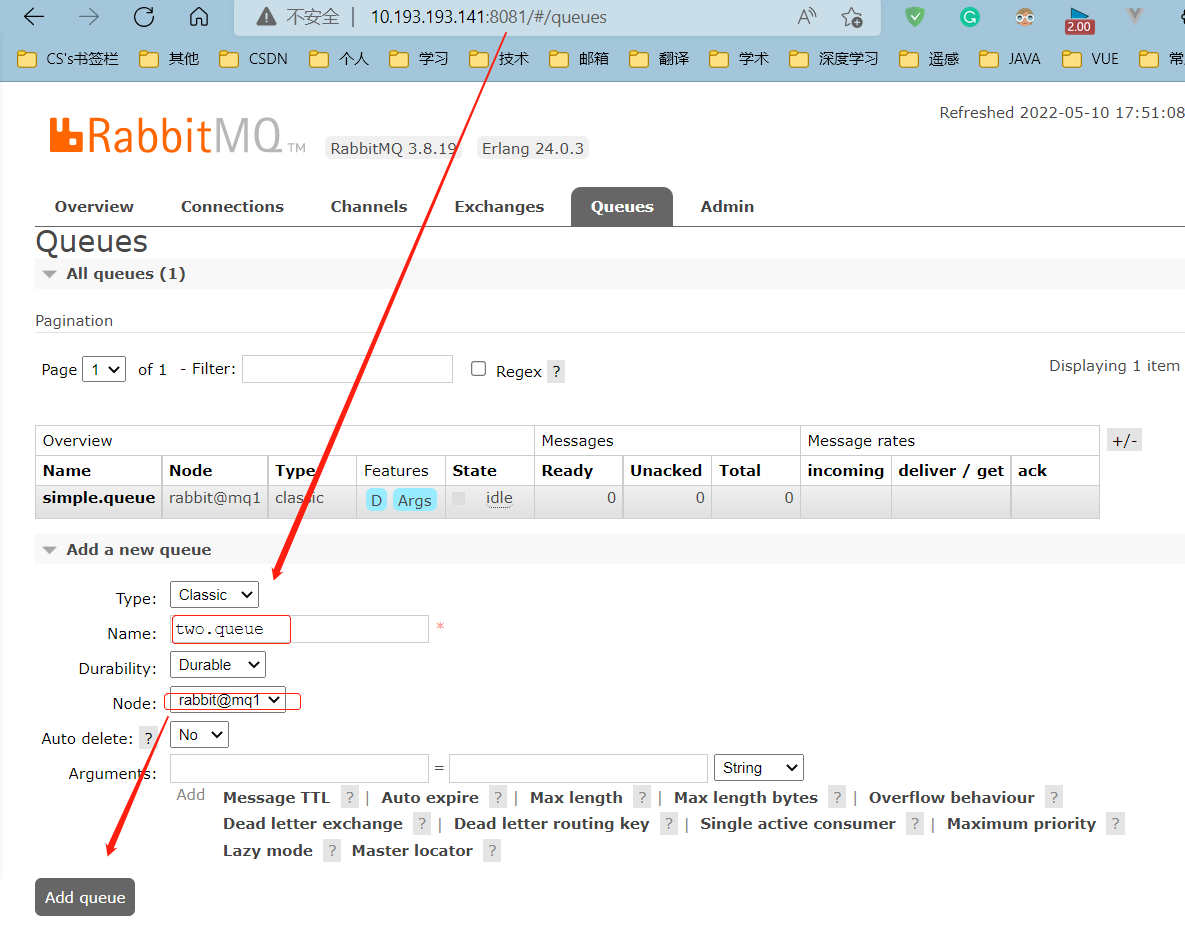 不安全 | 10.193.193.141:8081/#/queues
2.00
CS's书签栏 其他 CSDN 个人 学习 技术 邮箱 翻译 学术 深度学习 遥感 JAVA VUE 常
Refreshed 2022-05-10 17:51:08
RabbitMQ TM RabbitMQ 3.8.19 Erlang 24.0.3
Overview Connections Channels Exchanges Queues Admin
Queues
All queues (1)
Pagination
Page 1 of 1 - Filter: Regex ? Displaying 1 item
Overview Messages Message rates +/-
Name Node Type Features State Ready Unacked Total incoming deliver / get ack
simple.queue rabbit@mq1 classic D Args idle 0 0 0
Add a new queue
Type: Classic
Name: two.queue *
Durability: Durable
Node: rabbit@mq1
Auto delete: ? No
Arguments: = String
Add Message TTL ? | Auto expire ? | Max length ? | Max length bytes ? | Overflow behaviour ?
Dead letter exchange ? | Dead letter routing key ? | Single active consumer ? | Maximum priority ?
Lazy mode ? Master locator ?
Add queue